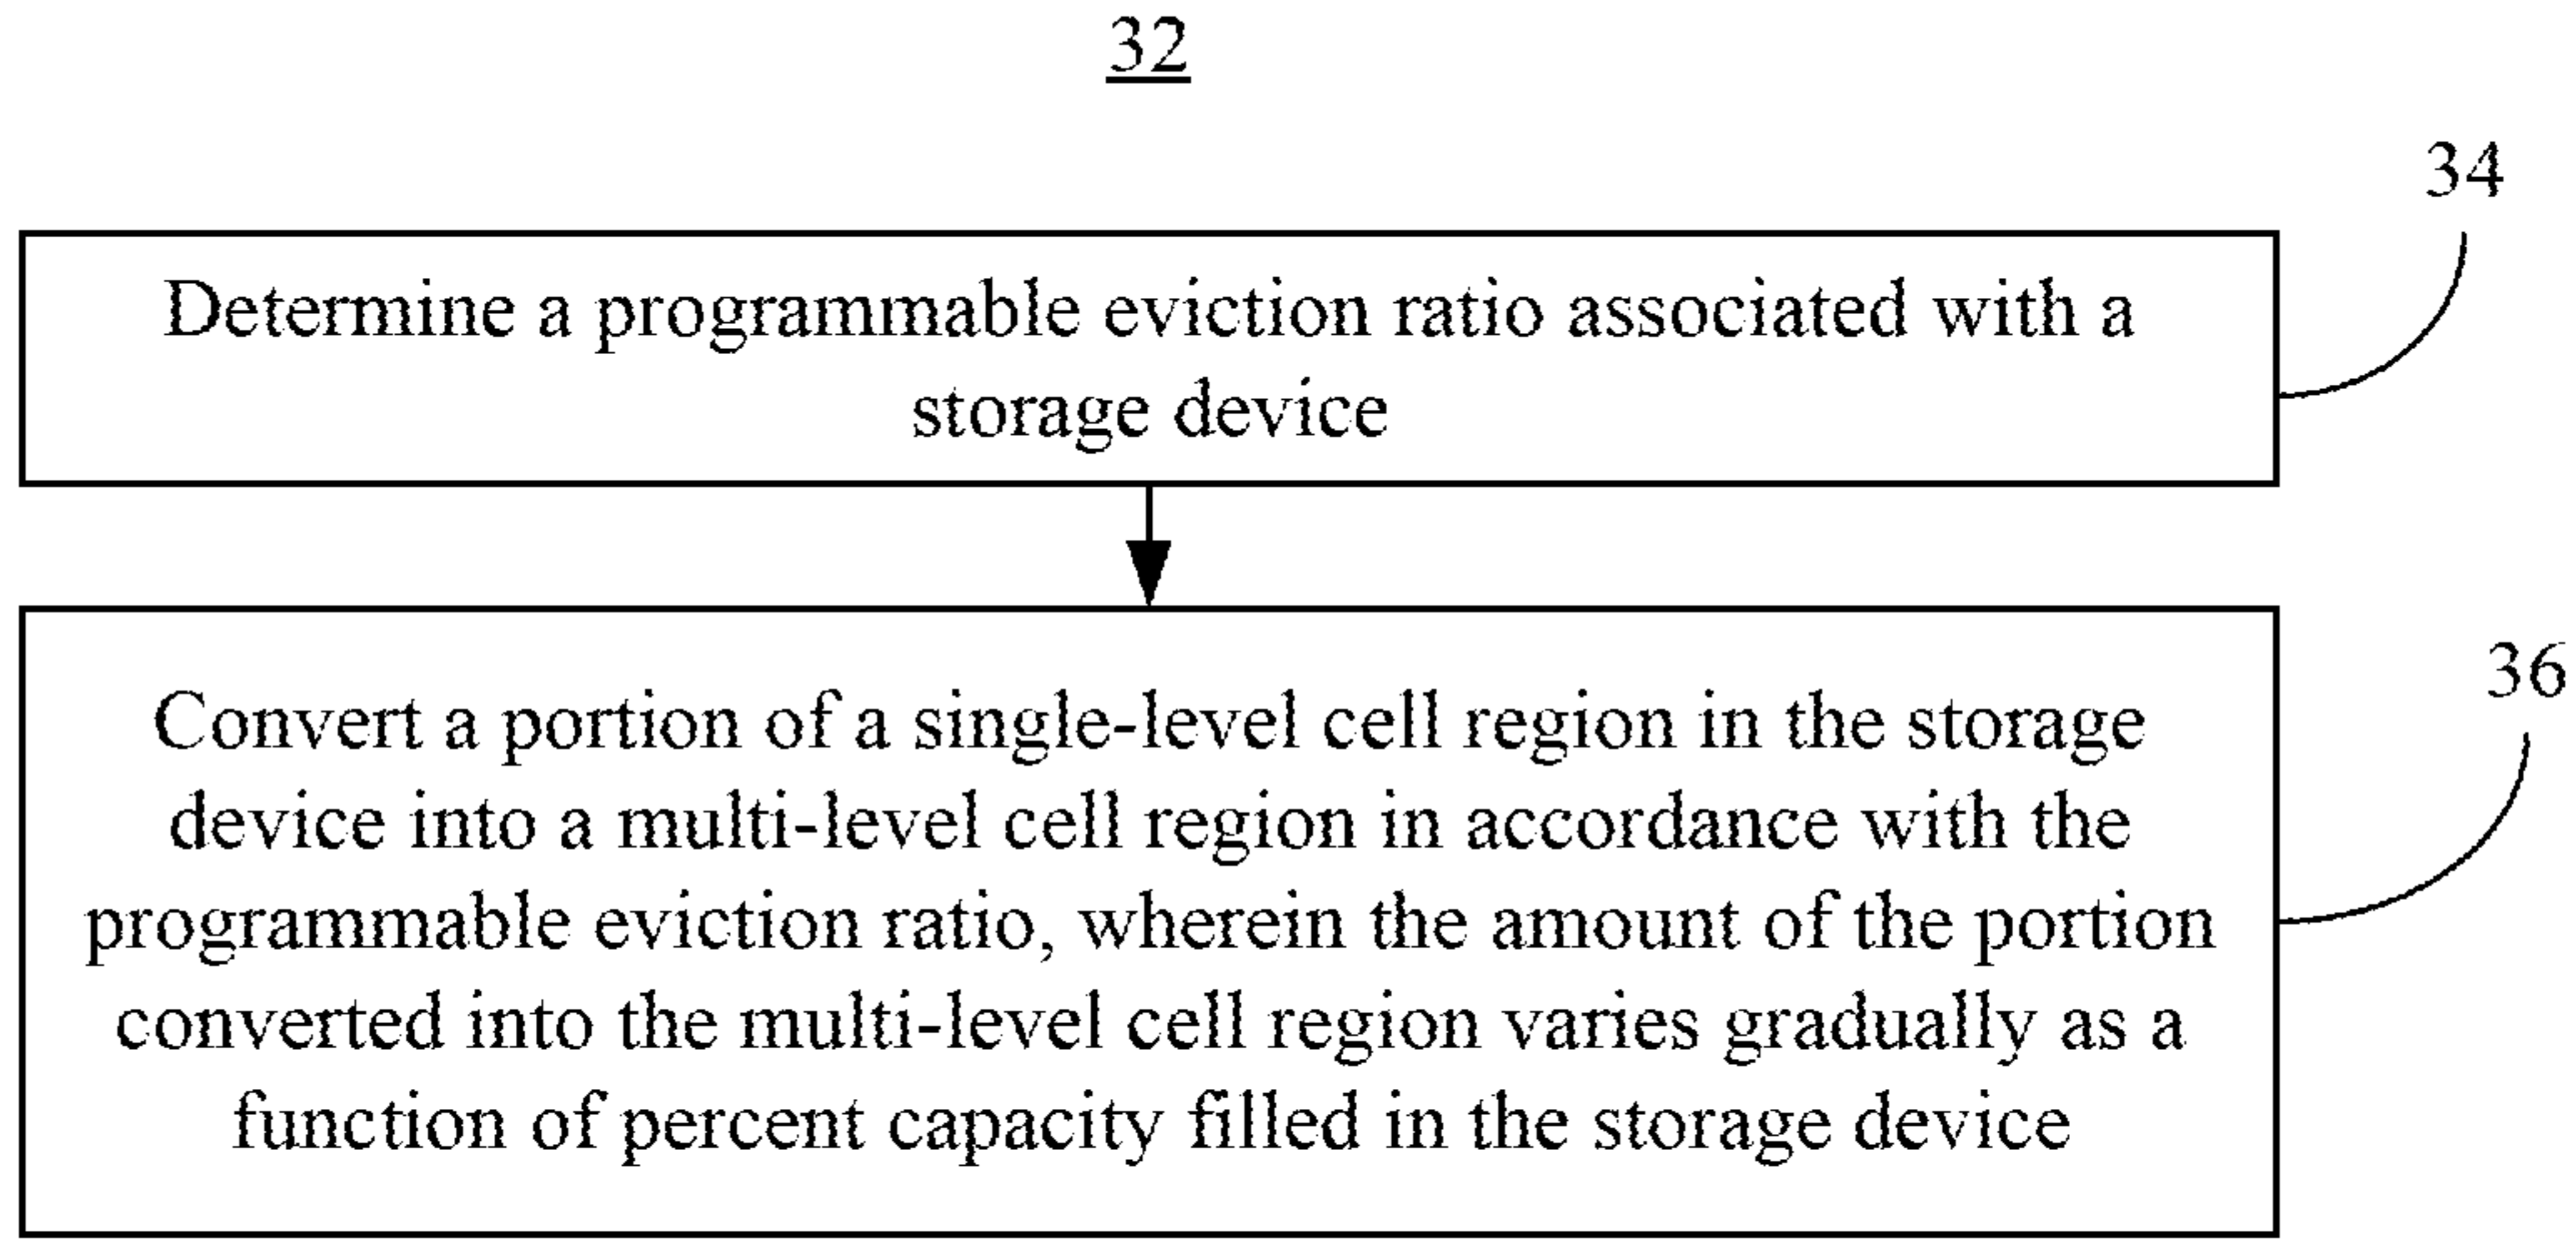 32
34
Determine a programmable eviction ratio associated with a
storage device
36
Convert a portion of a single-level cell region in the storage
device into a multi-level cell region in accordance with the
programmable eviction ratio, wherein the amount of the portion
converted into the multi-level cell region varies gradually as a
function of percent capacity filled in the storage device